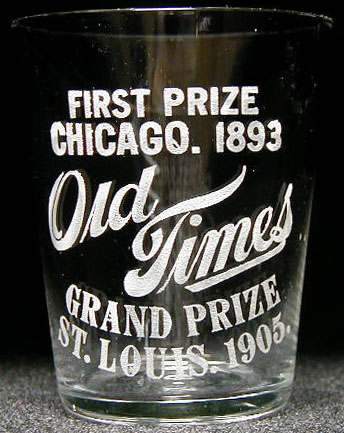 FIRST PRIZE
CHICAGO. 1893
Old
Times
GRAND PRIZE
ST. LOUIS. 1905.